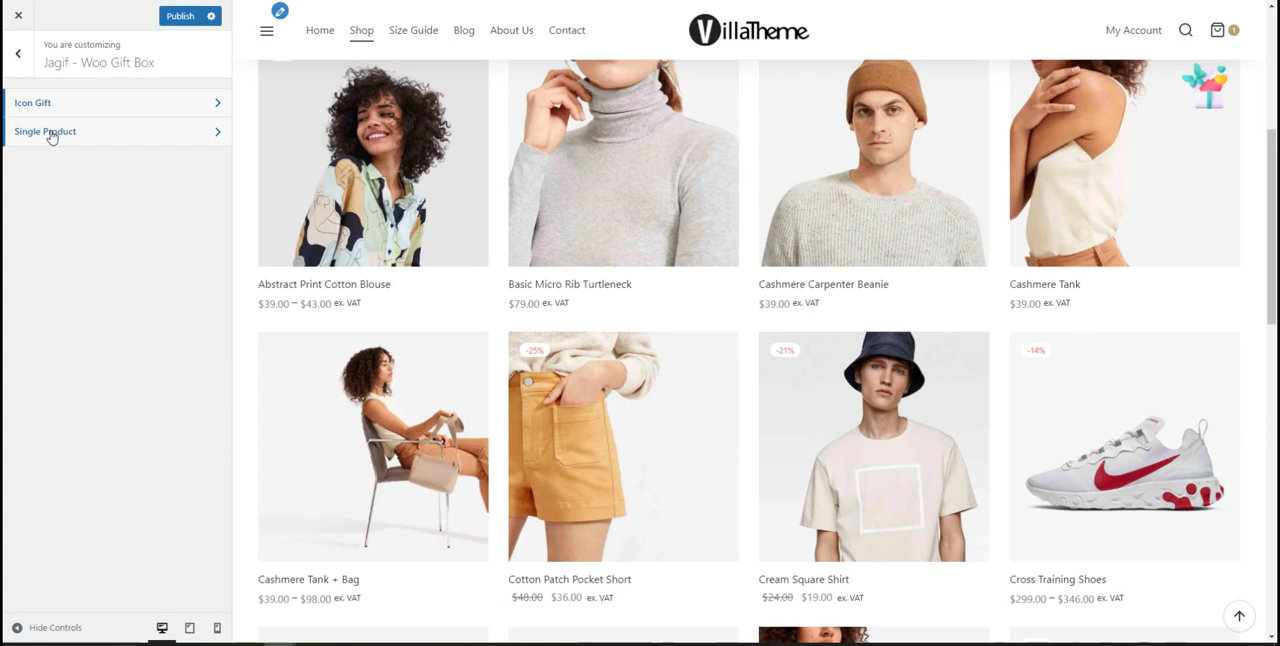 Publish
You are customizing
Jagif - Woo Gift Box
Icon Gift
Single Product
Hide Controls
Home Shop Size Guide Blog About Us Contact
VillaTheme
My Account
1
Abstract Print Cotton Blouse
$39.00 – $43.00 ex. VAT
Basic Micro Rib Turtleneck
$79.00 ex. VAT
Cashmere Carpenter Beanie
$39.00 ex. VAT
Cashmere Tank
$39.00 ex. VAT
-25%
-21%
-14%
Cashmere Tank + Bag
$39.00 – $98.00 ex. VAT
Cotton Patch Pocket Short
$48.00 $36.00 ex. VAT
Cream Square Shirt
$24.00 $19.00 ex. VAT
Cross Training Shoes
$299.00 – $346.00 ex. VAT